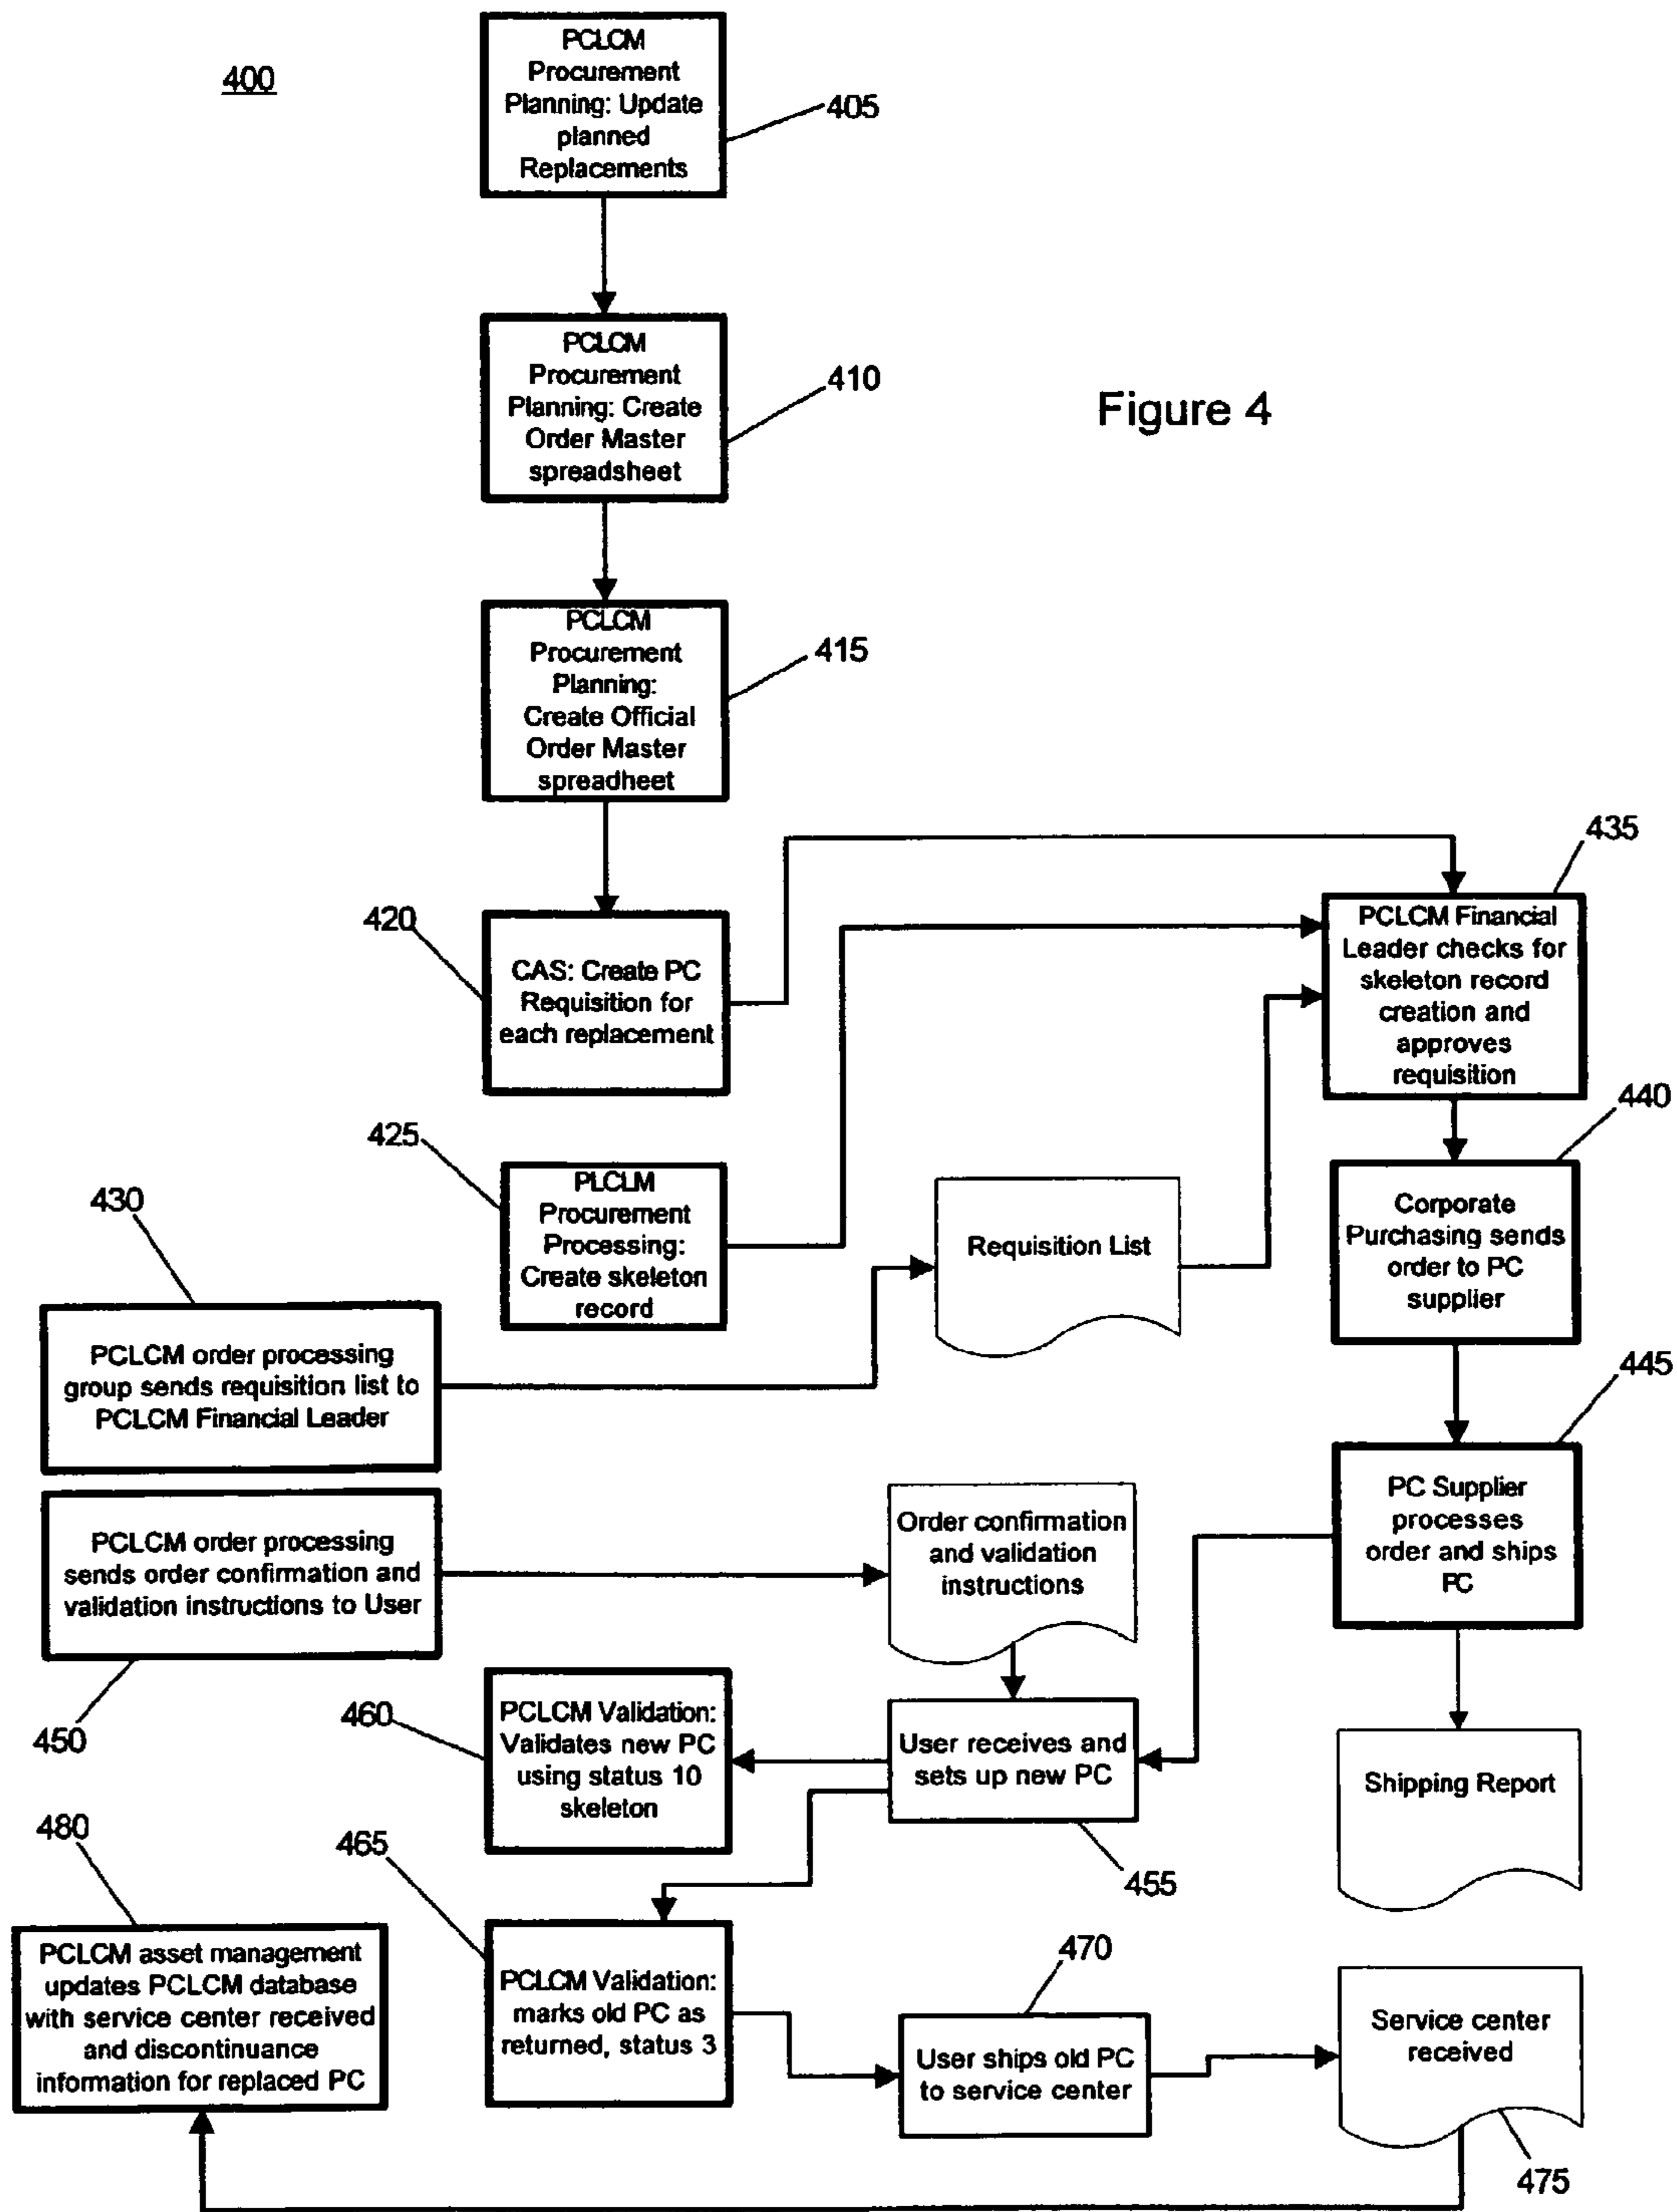 400
PCLCM
Procurement
Planning: Update
planned
Replacements
405
PCLCM
Procurement
Planning: Create
Order Master
spreadsheet
410
Figure 4
PCLCM
Procurement
Planning:
Create Official
Order Master
spreadheet
415
420
CAS: Create PC
Requisition for
each replacement
435
PCLCM Financial
Leader checks for
skeleton record
creation and
approves
requisition
425
PLCLM
Procurement
Processing:
Create skeleton
record
430
PCLCM order processing
group sends requisition list to
PCLCM Financial Leader
Requisition List
440
Corporate
Purchasing sends
order to PC
supplier
445
PC Supplier
processes
order and ships
PC
PCLCM order processing
sends order confirmation and
validation instructions to User
450
Order confirmation
and validation
instructions
460
PCLCM Validation:
Validates new PC
using status 10
skeleton
User receives and
sets up new PC
455
Shipping Report
480
PCLCM asset management
updates PCLCM database
with service center received
and discontinuance
information for replaced PC
465
PCLCM Validation:
marks old PC as
returned, status 3
470
User ships old PC
to service center
Service center
received
475